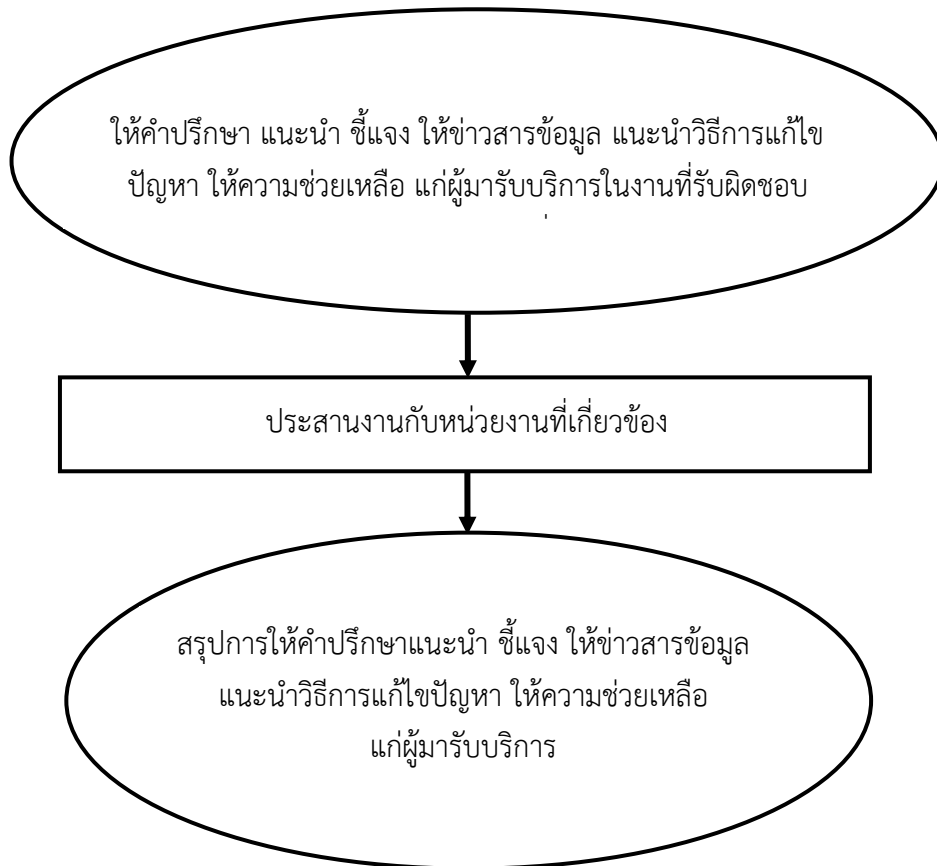 ให้คำปรึกษา แนะนำ ชี้แจง ให้ข่าวสารข้อมูล แนะนำวิธีการแก้ไข
ปัญหา ให้ความช่วยเหลือ แก่ผู้มารับบริการในงานที่รับผิดชอบ
ประสานงานกับหน่วยงานที่เกี่ยวข้อง
สรุปการให้คำปรึกษาแนะนำ ชี้แจง ให้ข่าวสารข้อมูล
แนะนำวิธีการแก้ไขปัญหา ให้ความช่วยเหลือ
แก่ผู้มารับบริการ